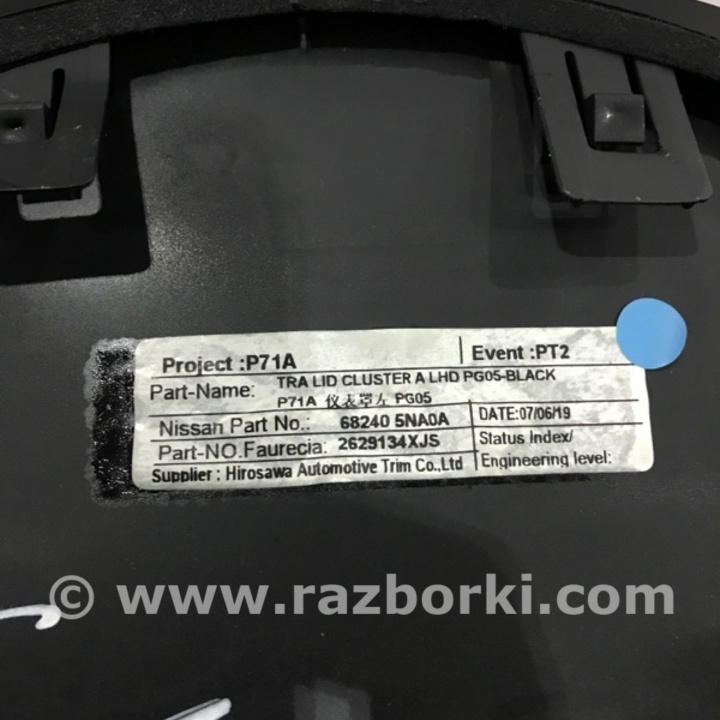 Project :P71A Event :PT2
Part-Name: TRA LID CLUSTER A LHD PG05-BLACK
P71A 仪表罩左 PG05
Nissan Part No.: 68240 5NA0A DATE:07/06/19
Part-NO.Faurecia: 2629134XJS Status Index/
Supplier : Hirosawa Automotive Trim Co.,Ltd Engineering level:
© www.razborki.com